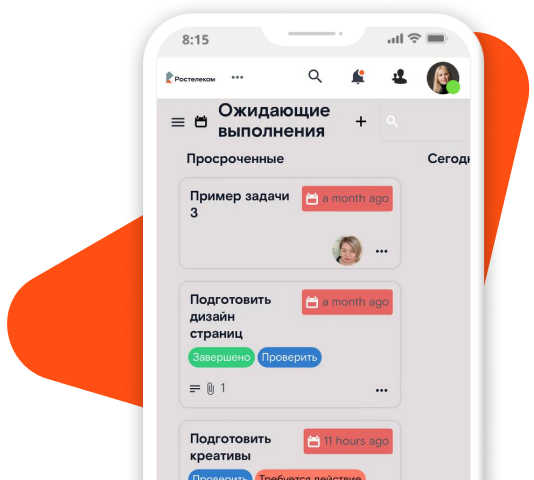 8:15
Ростелеком
Ожидающие
выполнения
Просроченные
Сегодн
Пример задачи
3
a month ago
Подготовить
дизайн
страниц
a month ago
Завершено Проверить
1
Подготовить
креативы
11 hours ago
Проверить Требуется действие